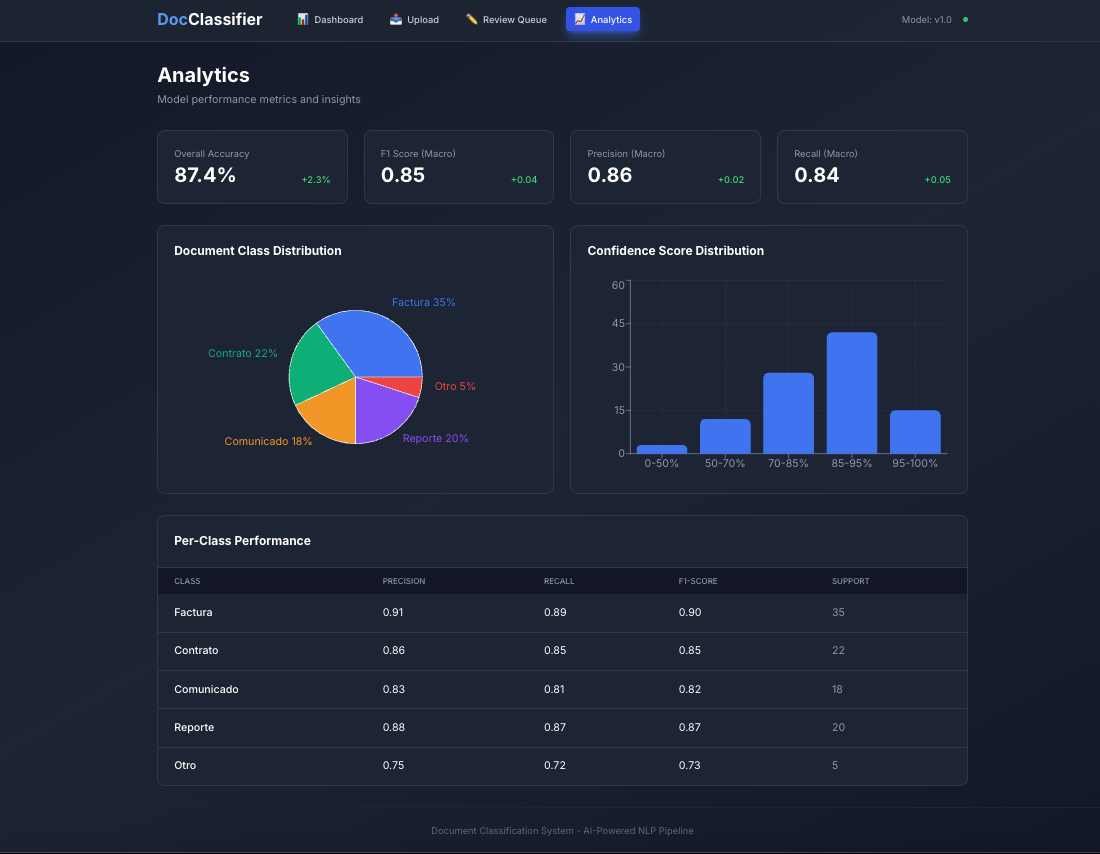 DocClassifier 📊 Dashboard 📤 Upload ✏️ Review Queue 📈 Analytics Model: v1.0
Analytics
Model performance metrics and insights
Overall Accuracy
87.4% +2.3%
F1 Score (Macro)
0.85 +0.04
Precision (Macro)
0.86 +0.02
Recall (Macro)
0.84 +0.05
Document Class Distribution
Factura 35%
Contrato 22%
Otro 5%
Comunicado 18%
Reporte 20%
Confidence Score Distribution
60
45
30
15
0
0-50% 50-70% 70-85% 85-95% 95-100%
Per-Class Performance
CLASS PRECISION RECALL F1-SCORE SUPPORT
Factura 0.91 0.89 0.90 35
Contrato 0.86 0.85 0.85 22
Comunicado 0.83 0.81 0.82 18
Reporte 0.88 0.87 0.87 20
Otro 0.75 0.72 0.73 5
Document Classification System - AI-Powered NLP Pipeline